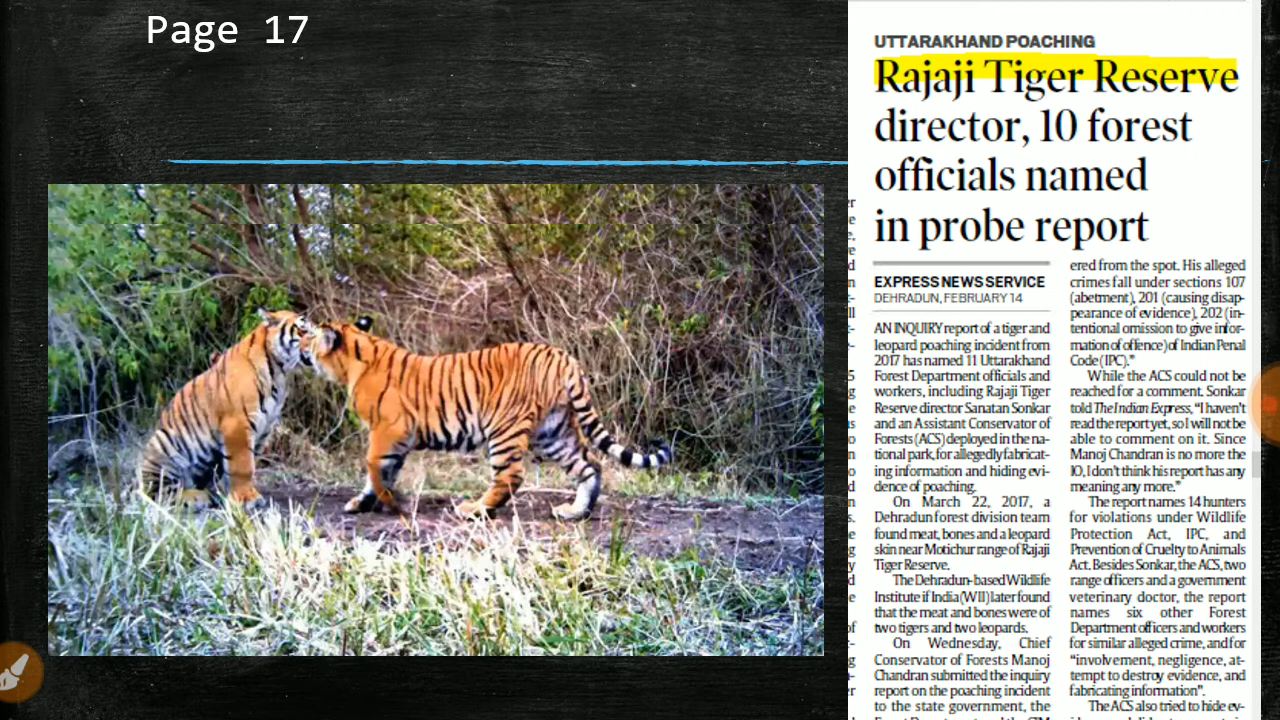 Page 17
UTTARAKHAND POACHING
Rajaji Tiger Reserve
director, 10 forest
officials named
in probe report
EXPRESS NEWS SERVICE
DEHRADUN, FEBRUARY 14
AN INQUIRY report of a tiger and
leopard poaching incident from
2017 has named 11 Uttarakhand
Forest Department officials and
workers, including Rajaji Tiger
Reserve director Sanatan Sonkar
and an Assistant Conservator of
Forests (ACS) deployed in the na-
tional park, for allegedly fabricat-
ing information and hiding evi-
dence of poaching.
On March 22, 2017, a
Dehradun forest division team
found meat, bones and a leopard
skin near Motichur range of Rajaji
Tiger Reserve.
The Dehradun-based Wildlife
Institute if India (WII) later found
that the meat and bones were of
two tigers and two leopards.
On Wednesday, Chief
Conservator of Forests Manoj
Chandran submitted the inquiry
report on the poaching incident
to the state government, the
ered from the spot. His alleged
crimes fall under sections 107
(abetment), 201 (causing disap-
pearance of evidence), 202 (in-
tentional omission to give infor-
mation of offence) of Indian Penal
Code (IPC)."
While the ACS could not be
reached for a comment. Sonkar
told The Indian Express, "I haven't
read the report yet, so I will not be
able to comment on it. Since
Manoj Chandran is no more the
IO, I don't think his report has any
meaning any more."
The report names 14 hunters
for violations under Wildlife
Protection Act, IPC, and
Prevention of Cruelty to Animals
Act. Besides Sonkar, the ACS, two
range officers and a government
veterinary doctor, the report
names six other Forest
Department officers and workers
for similar alleged crime, and for
"involvement, negligence, at-
tempt to destroy evidence, and
fabricating information".
The ACS also tried to hide ev-